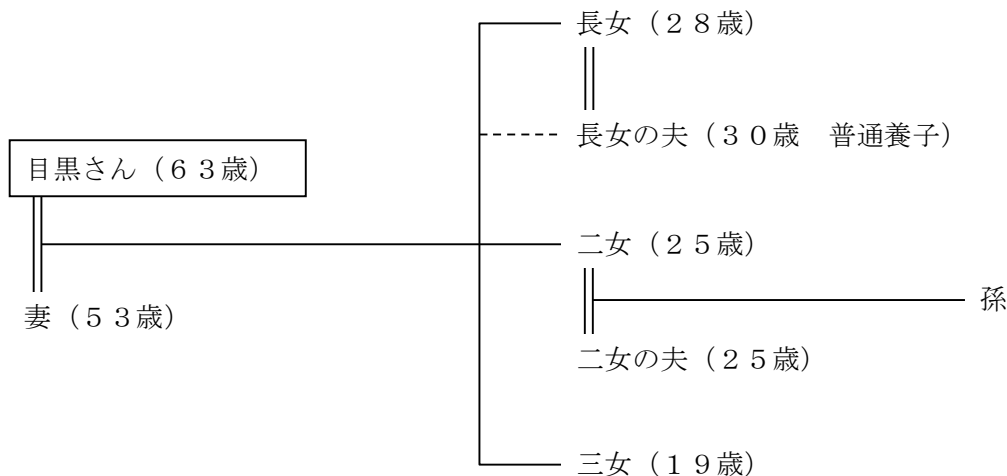 長女（２８歳）
長女の夫（３０歳　普通養子）
目黒さん（６３歳）
二女（２５歳）
孫
妻（５３歳）
二女の夫（２５歳）
三女（１９歳）